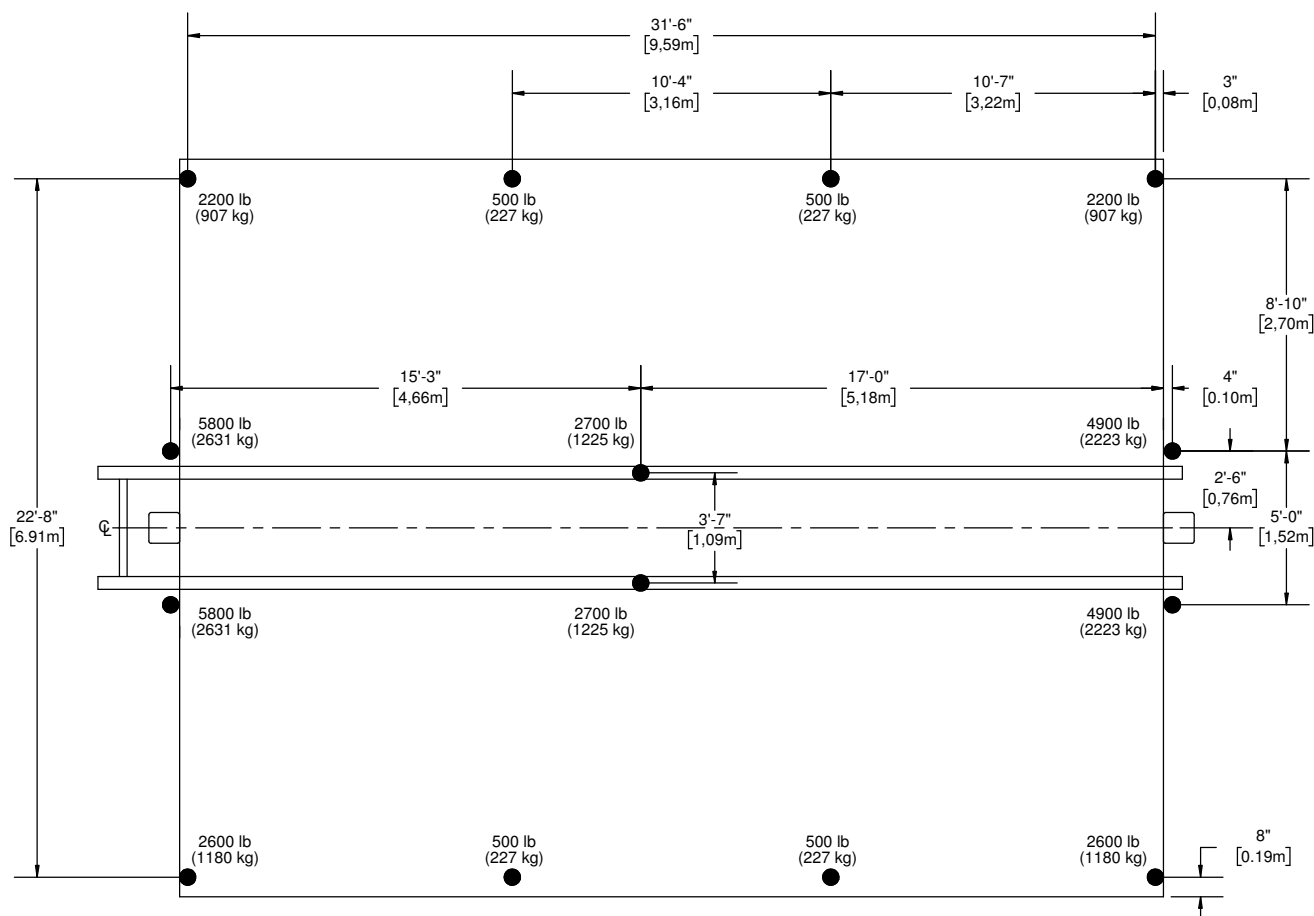 31'-6"
[9,59m]
10'-4"
[3,16m]
10'-7"
[3,22m]
3"
[0,08m]
2200 lb
(907 kg)
500 lb
(227 kg)
500 lb
(227 kg)
2200 lb
(907 kg)
8'-10"
[2,70m]
15'-3"
[4,66m]
17'-0"
[5,18m]
4"
[0.10m]
5800 lb
(2631 kg)
2700 lb
(1225 kg)
4900 lb
(2223 kg)
2'-6"
[0,76m]
22'-8"
[6.91m]
℄
3'-7"
[1,09m]
5'-0"
[1,52m]
5800 lb
(2631 kg)
2700 lb
(1225 kg)
4900 lb
(2223 kg)
2600 lb
(1180 kg)
500 lb
(227 kg)
500 lb
(227 kg)
2600 lb
(1180 kg)
8"
[0.19m]